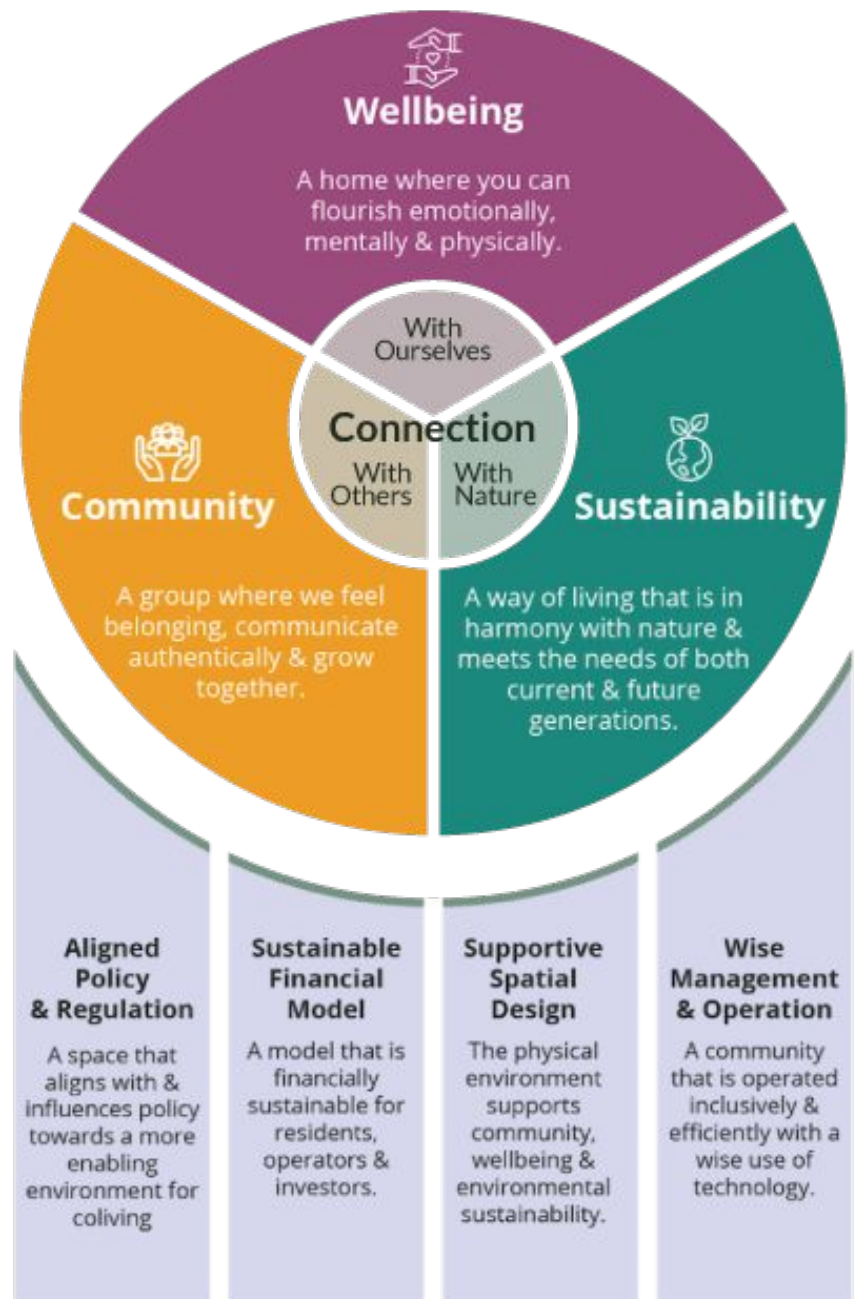 Wellbeing
A home where you can
flourish emotionally,
mentally & physically.
With
Ourselves
Connection
With
Others
With
Nature
Community
A group where we feel
belonging, communicate
authentically & grow
together.
Sustainability
A way of living that is in
harmony with nature &
meets the needs of both
current & future
generations.
Aligned
Policy
& Regulation
A space that
aligns with &
influences policy
towards a more
enabling
environment for
coliving
Sustainable
Financial
Model
A model that is
financially
sustainable for
residents,
operators &
investors.
Supportive
Spatial
Design
The physical
environment
supports
community,
wellbeing &
environmental
sustainability.
Wise
Management
& Operation
A community
that is operated
inclusively &
efficiently with a
wise use of
technology.